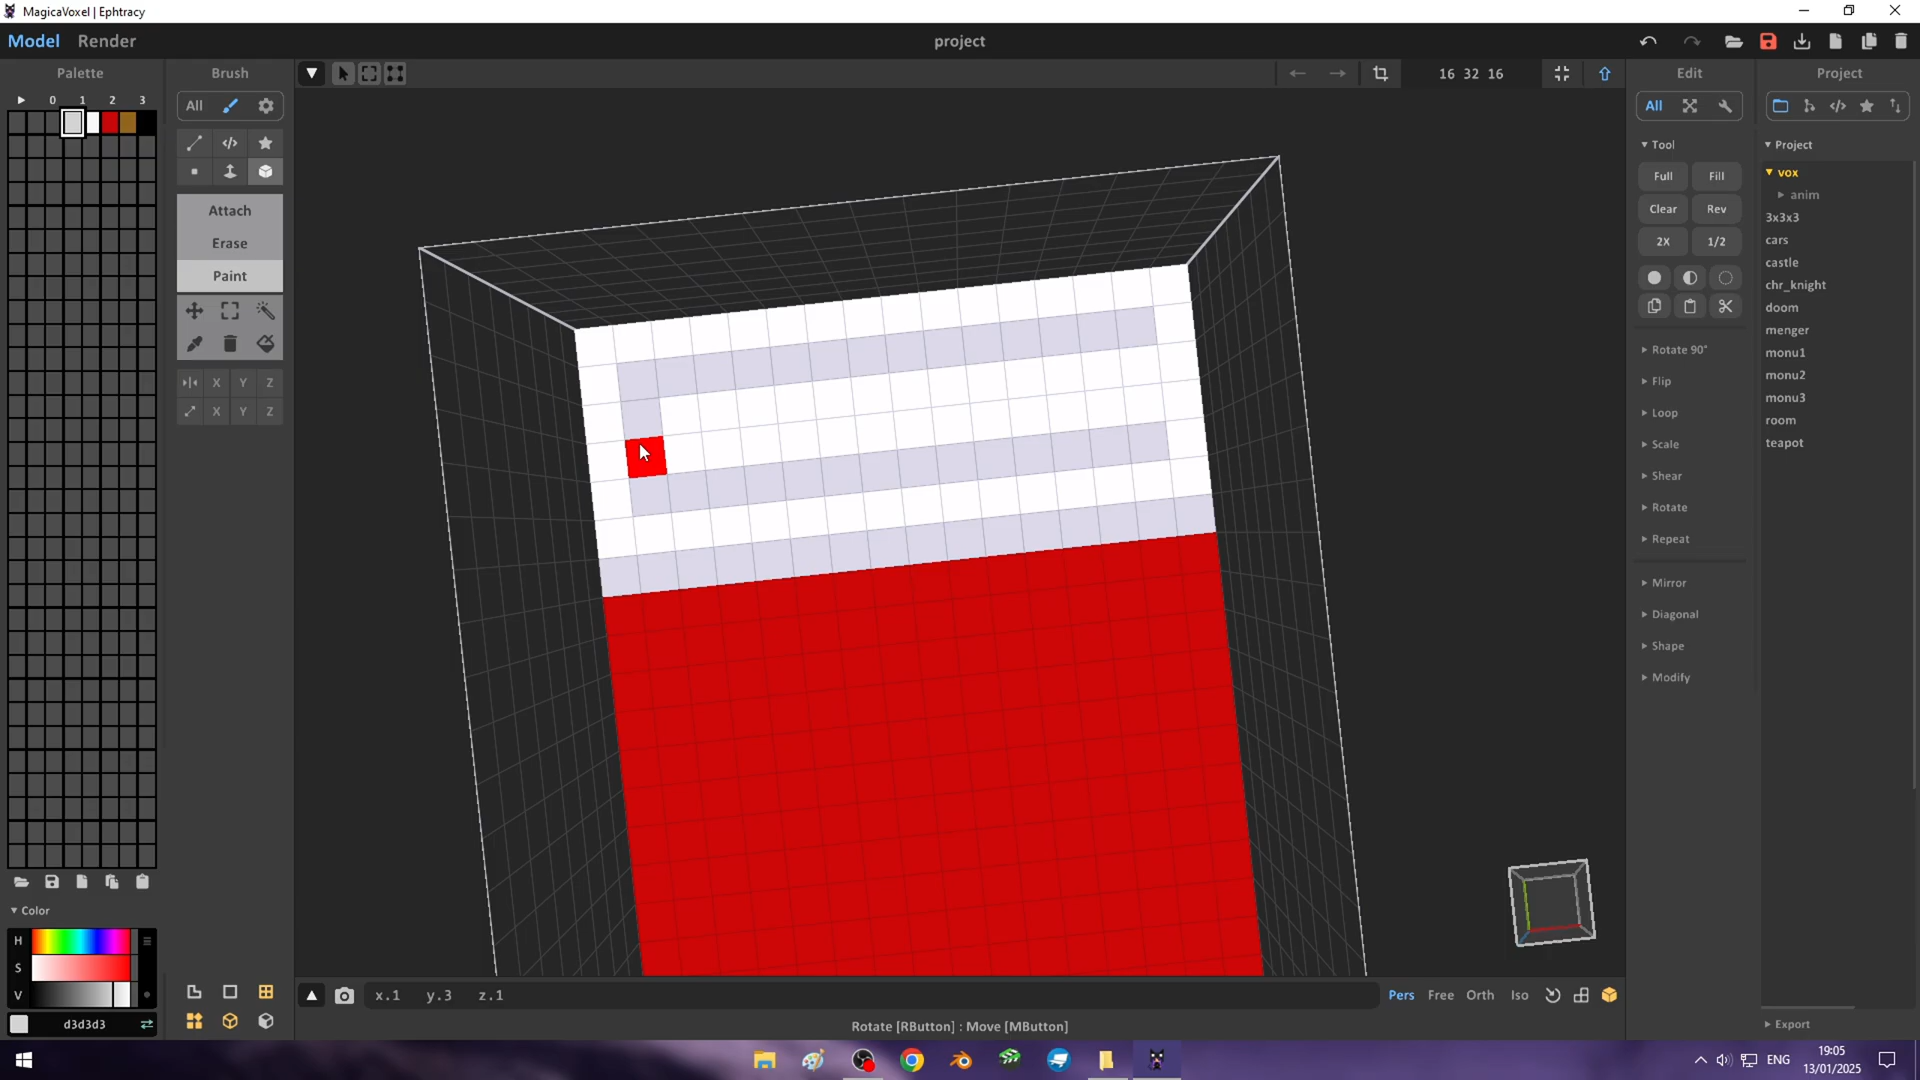 MagicaVoxel | Ephtracy
Model Render
project
Palette
0 1 2 3
Brush
All
Attach
Erase
Paint
X Y Z
X Y Z
16 32 16
Edit
All
Tool
Full Fill
Clear Rev
2X 1/2
Rotate 90°
Flip
Loop
Scale
Shear
Rotate
Repeat
Mirror
Diagonal
Shape
Modify
Project
Project
vox
anim
3x3x3
cars
castle
chr_knight
doom
menger
monu1
monu2
monu3
room
teapot
Export
Color
H
S
V
d3d3d3
x.1 y.3 z.1
Pers Free Orth Iso
Rotate [RButton] : Move [MButton]
ENG
19:05
13/01/2025